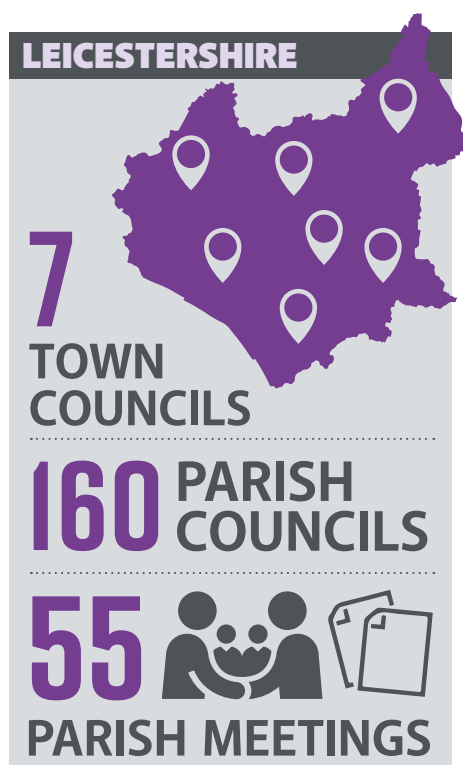 LEICESTERSHIRE
7
TOWN
COUNCILS
160 PARISH
COUNCILS
55
PARISH MEETINGS